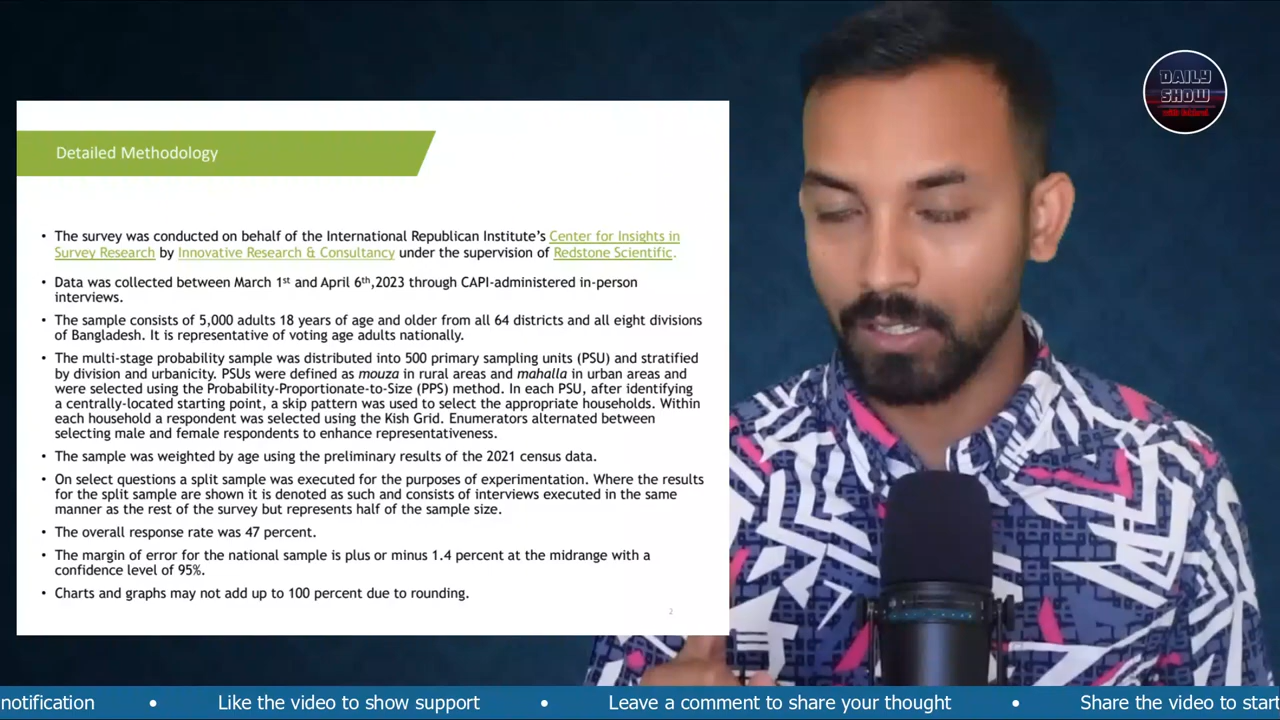 DAILY
SHOW
Detailed Methodology
• The survey was conducted on behalf of the International Republican Institute's Center for Insights in
Survey Research by Innovative Research & Consultancy under the supervision of Redstone Scientific.
• Data was collected between March 1st and April 6th,2023 through CAPI-administered in-person
interviews.
• The sample consists of 5,000 adults 18 years of age and older from all 64 districts and all eight divisions
of Bangladesh. It is representative of voting age adults nationally.
• The multi-stage probability sample was distributed into 500 primary sampling units (PSU) and stratified
by division and urbanicity. PSUs were defined as mouza in rural areas and mahalla in urban areas and
were selected using the Probability-Proportionate-to-Size (PPS) method. In each PSU, after identifying
a centrally-located starting point, a skip pattern was used to select the appropriate households. Within
each household a respondent was selected using the Kish Grid. Enumerators alternated between
selecting male and female respondents to enhance representativeness.
• The sample was weighted by age using the preliminary results of the 2021 census data.
• On select questions a split sample was executed for the purposes of experimentation. Where the results
for the split sample are shown it is denoted as such and consists of interviews executed in the same
manner as the rest of the survey but represents half of the sample size.
• The overall response rate was 47 percent.
• The margin of error for the national sample is plus or minus 1.4 percent at the midrange with a
confidence level of 95%.
• Charts and graphs may not add up to 100 percent due to rounding.
2
notification • Like the video to show support • Leave a comment to share your thought • Share the video to start